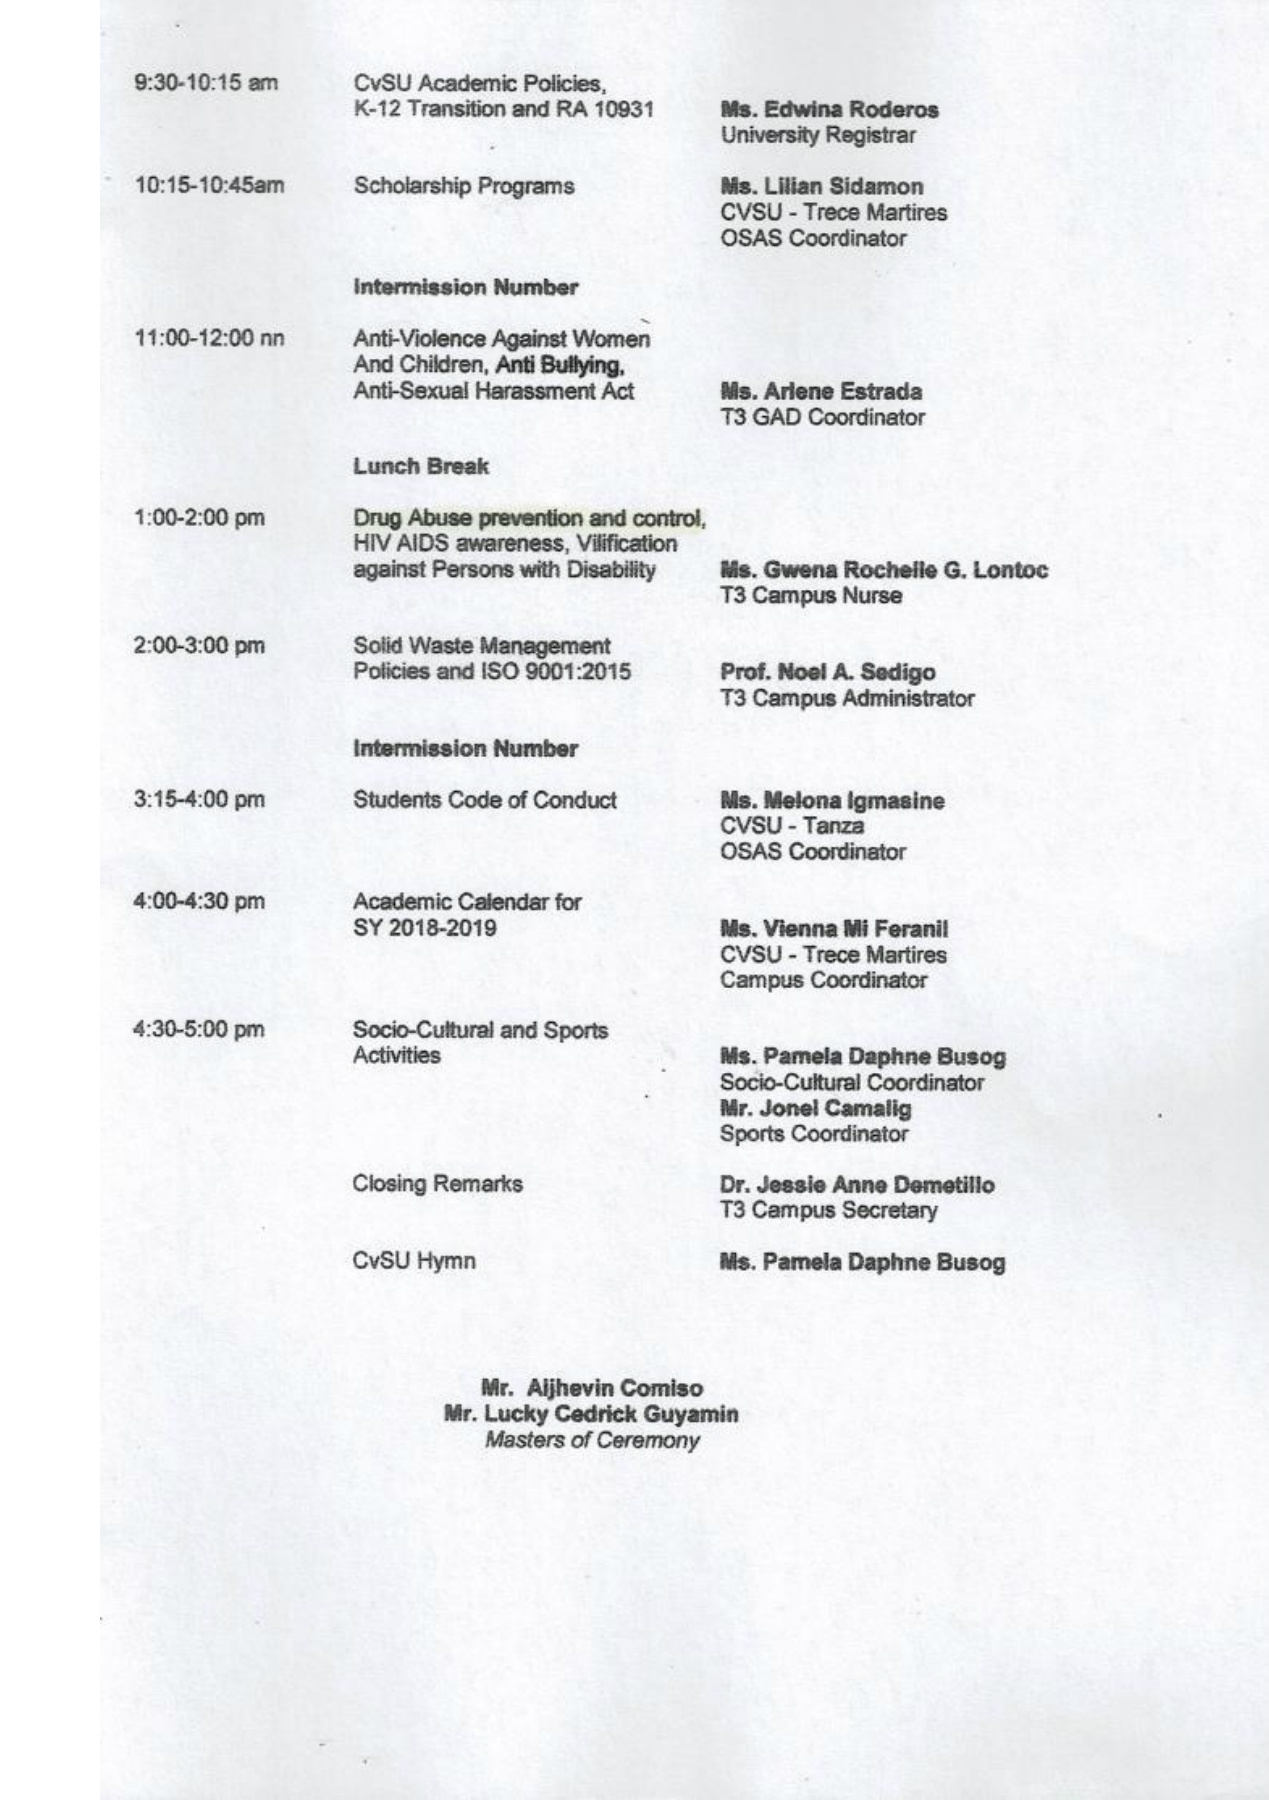 9:30-10:15 am CvSU Academic Policies,
K-12 Transition and RA 10931 Ms. Edwina Roderos
University Registrar
10:15-10:45am Scholarship Programs Ms. Lilian Sidamon
CVSU - Trece Martires
OSAS Coordinator
Intermission Number
11:00-12:00 nn Anti-Violence Against Women
And Children, Anti Bullying,
Anti-Sexual Harassment Act Ms. Arlene Estrada
T3 GAD Coordinator
Lunch Break
1:00-2:00 pm Drug Abuse prevention and control,
HIV AIDS awareness, Vilification
against Persons with Disability Ms. Gwena Rochelle G. Lontoc
T3 Campus Nurse
2:00-3:00 pm Solid Waste Management
Policies and ISO 9001:2015 Prof. Noel A. Sedigo
T3 Campus Administrator
Intermission Number
3:15-4:00 pm Students Code of Conduct Ms. Melona Igmasine
CVSU - Tanza
OSAS Coordinator
4:00-4:30 pm Academic Calendar for
SY 2018-2019 Ms. Vienna Mi Feranil
CVSU - Trece Martires
Campus Coordinator
4:30-5:00 pm Socio-Cultural and Sports
Activities Ms. Pamela Daphne Busog
Socio-Cultural Coordinator
Mr. Jonel Camalig
Sports Coordinator
Closing Remarks Dr. Jessie Anne Demetillo
T3 Campus Secretary
CvSU Hymn Ms. Pamela Daphne Busog
Mr. Aljhevin Comiso
Mr. Lucky Cedrick Guyamin
Masters of Ceremony